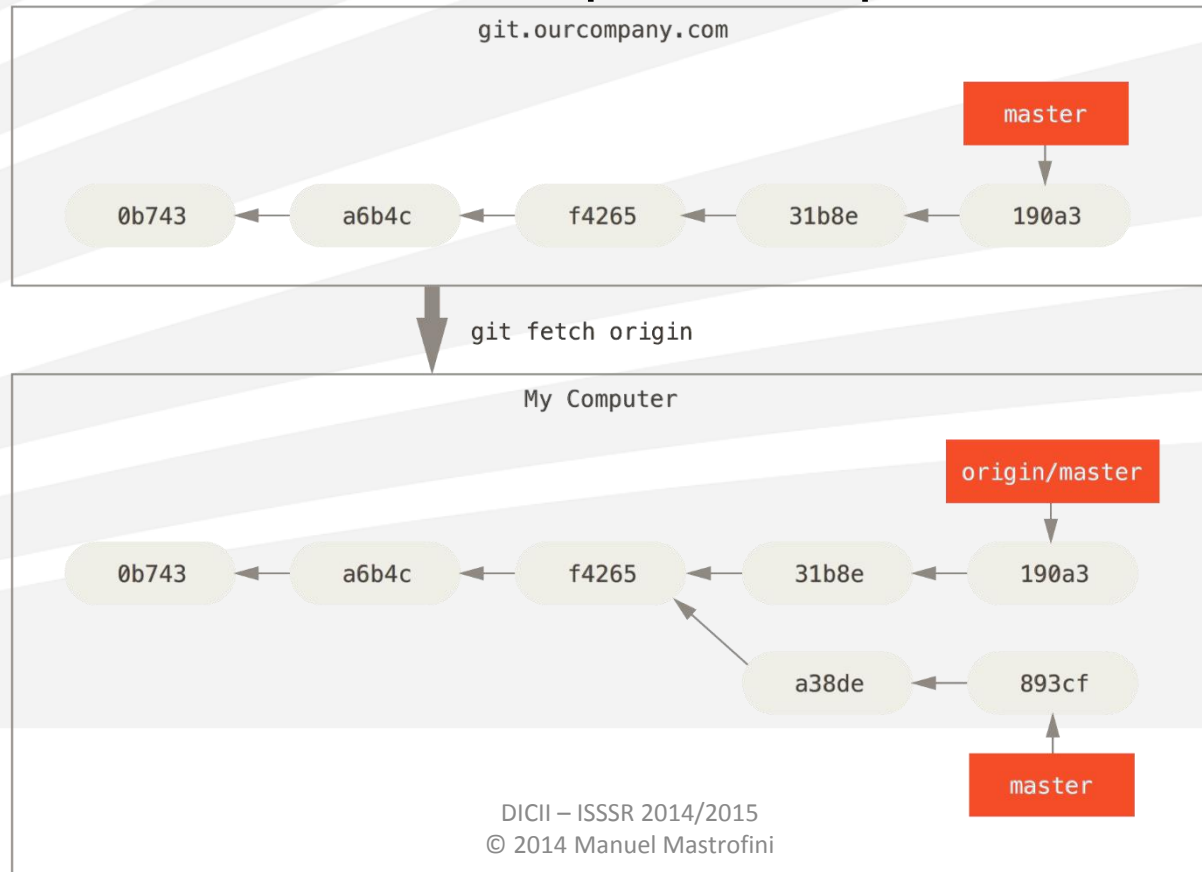 git.ourcompany.com
master
0b743 a6b4c f4265 31b8e 190a3
git fetch origin
My Computer
origin/master
0b743 a6b4c f4265 31b8e 190a3
a38de 893cf
master
DICII – ISSSR 2014/2015
© 2014 Manuel Mastrofini